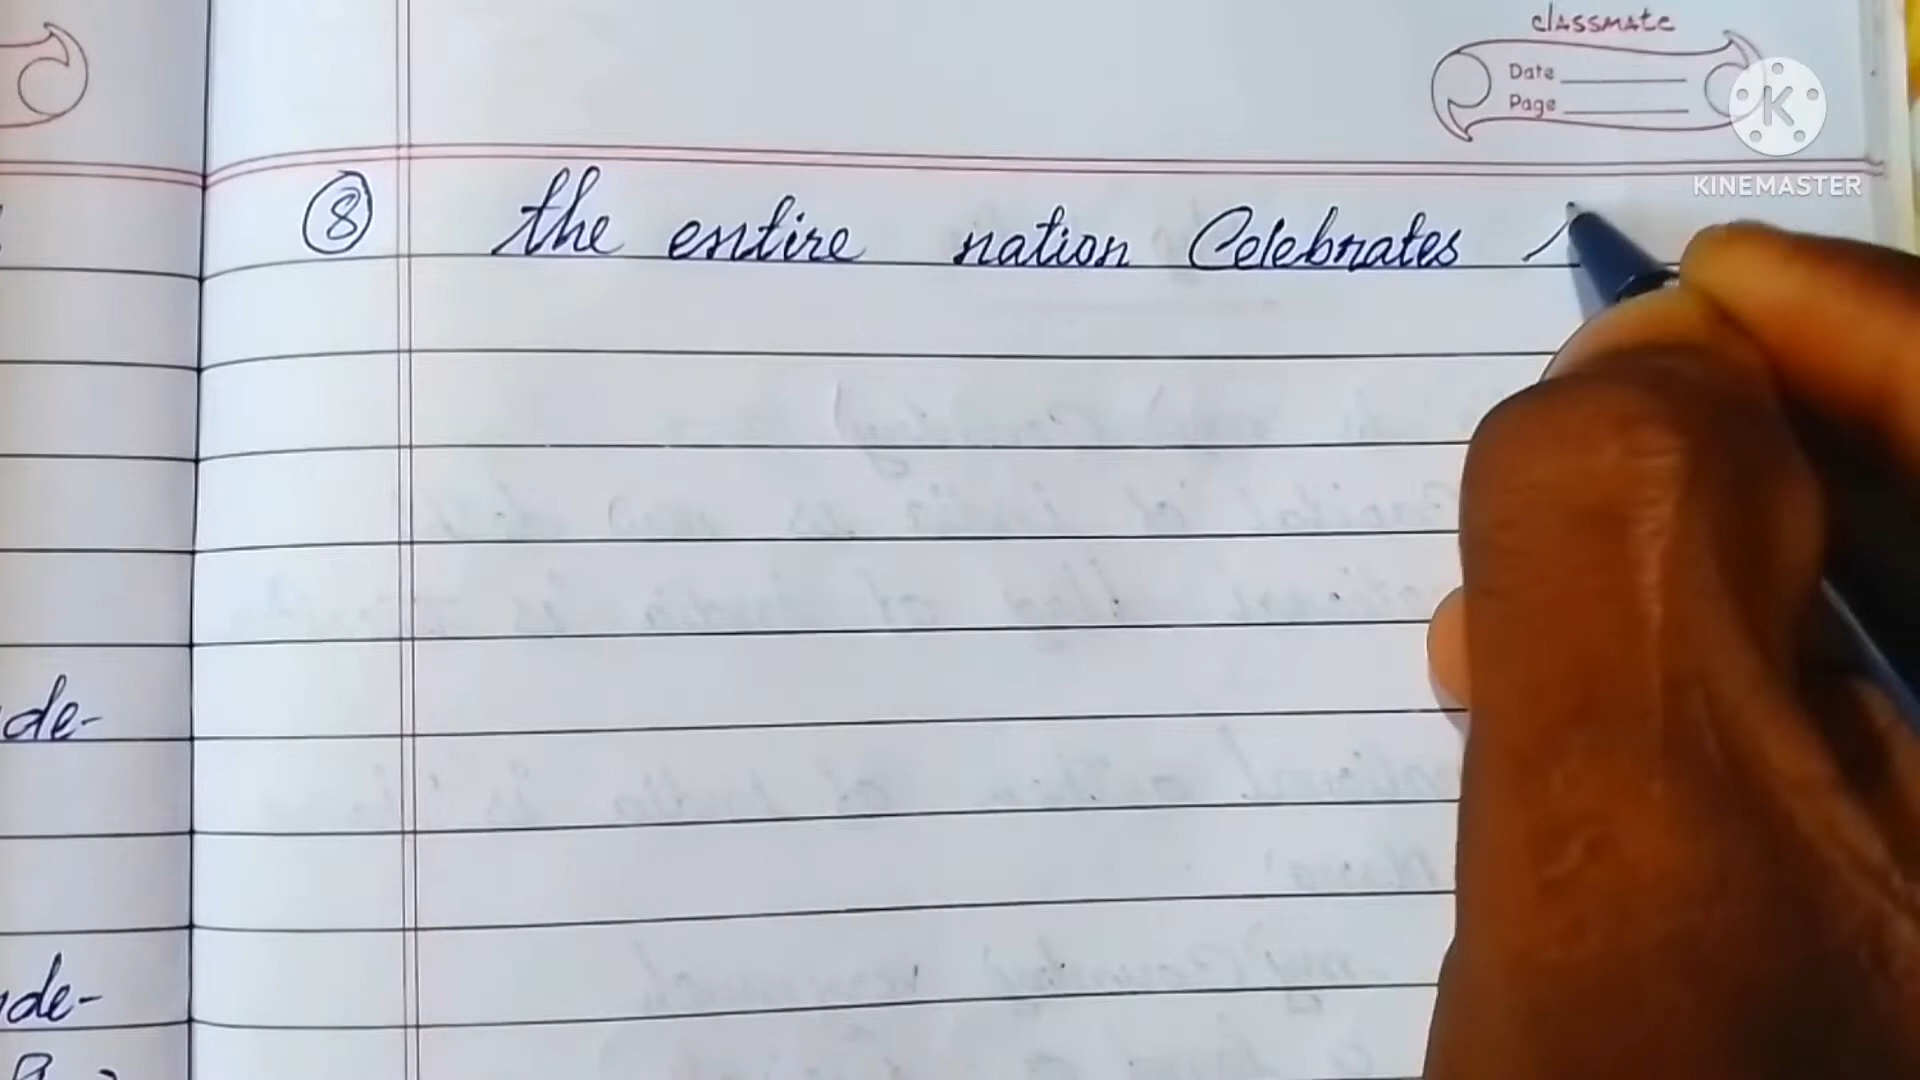 classmate
Date
Page
KINEMASTER
8 the entire nation Celebrates
de-
de-